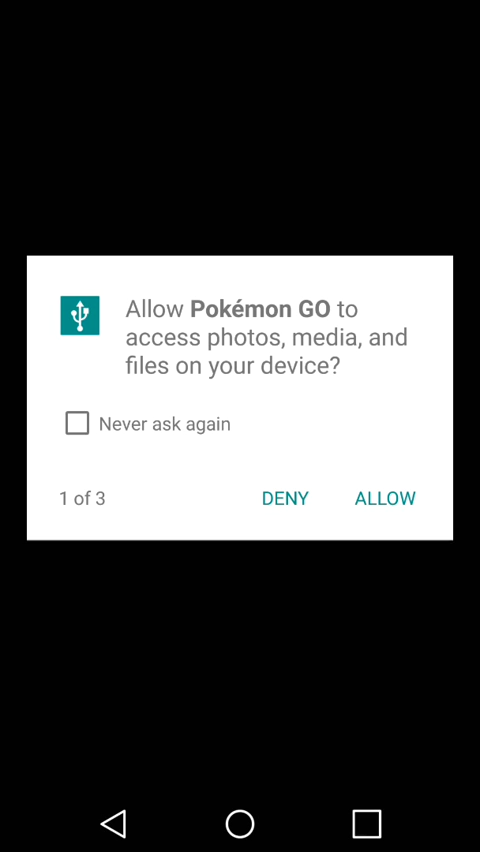 Allow Pokémon GO to
access photos, media, and
files on your device?
Never ask again
1 of 3
DENY
ALLOW